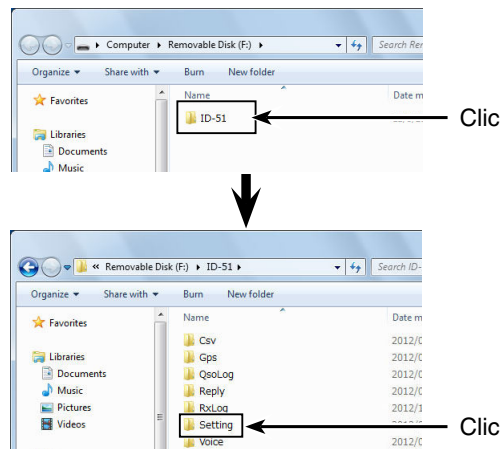 Computer Removable Disk (F:) Search Rer
Organize Share with Burn New folder
Favorites
Libraries
Documents
Music
Name Date m
ID-51
Clic
Removable Disk (F:) ID-51 Search ID-
Organize Share with Burn New folder
Favorites
Libraries
Documents
Music
Pictures
Videos
Name Date m
Csv 2012/0
Gps 2012/0
QsoLog 2012/0
Reply 2012/0
RxLog 2012/1
Setting
Clic
Voice 2012/0